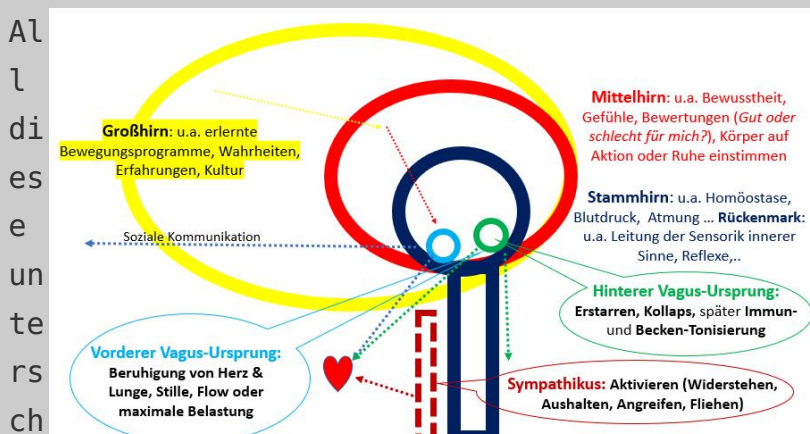 Al
l
di
es
e
un
te
rs
ch
Großhirn: u.a. erlernte
Bewegungsprogramme, Wahrheiten,
Erfahrungen, Kultur
Mittelhirn: u.a. Bewusstheit,
Gefühle, Bewertungen (Gut oder
schlecht für mich?), Körper auf
Aktion oder Ruhe einstimmen
Stammhirn: u.a. Homöostase,
Blutdruck, Atmung ... Rückenmark:
u.a. Leitung der Sensorik innerer
Sinne, Reflexe,..
Soziale Kommunikation
Hinterer Vagus-Ursprung:
Erstarren, Kollaps, später Immun-
und Becken-Tonisierung
Vorderer Vagus-Ursprung:
Beruhigung von Herz &
Lunge, Stille, Flow oder
maximale Belastung
Sympathikus: Aktivieren (Widerstehen,
Aushalten, Angreifen, Fliehen)